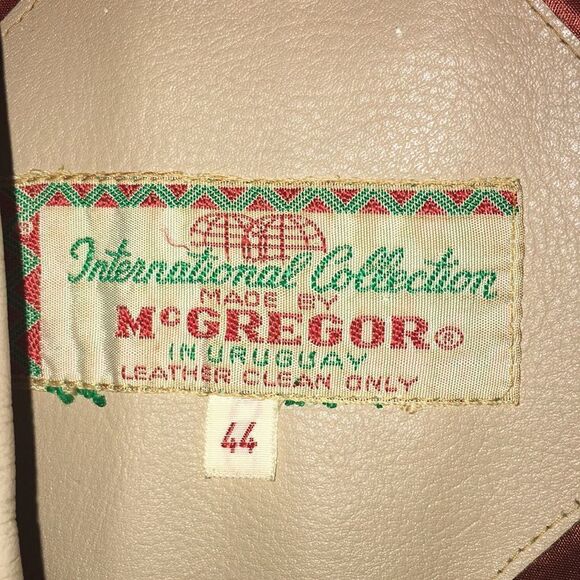 International Collection
MADE BY
McGREGOR®
IN URUGUAY
LEATHER CLEAN ONLY
44